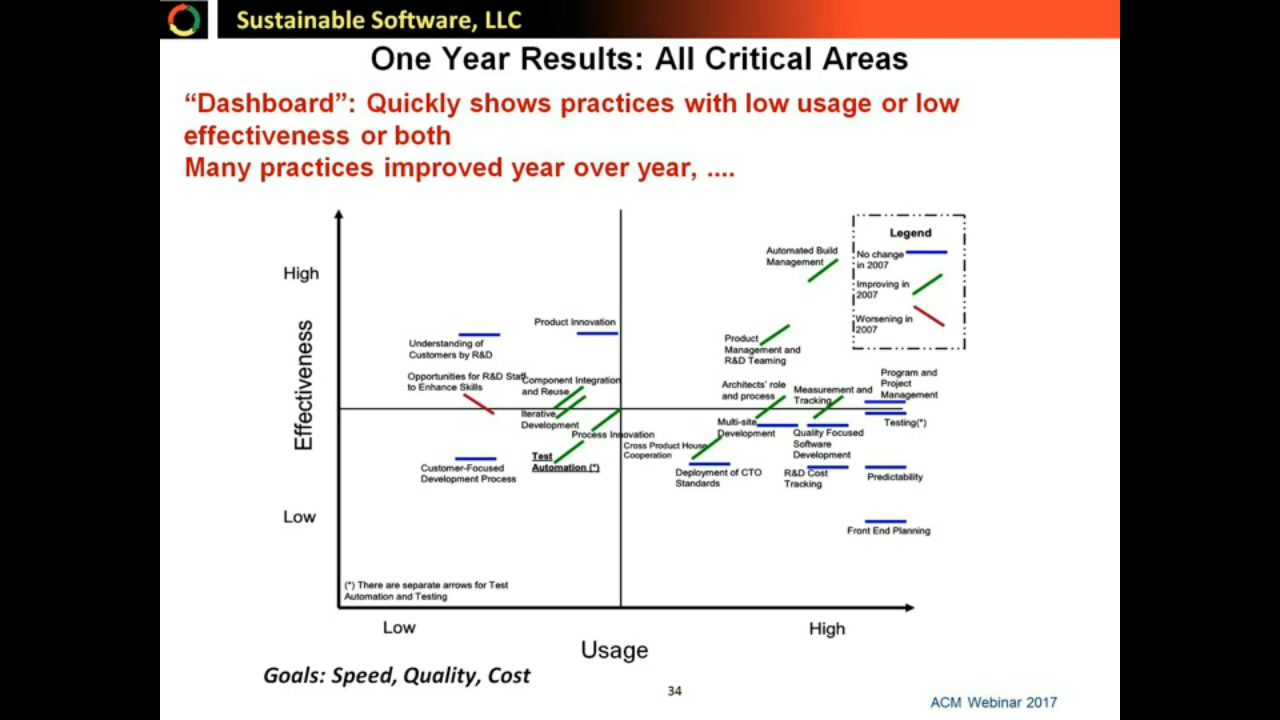 Sustainable Software, LLC
One Year Results: All Critical Areas
“Dashboard”: Quickly shows practices with low usage or low
effectiveness or both
Many practices improved year over year, ....
Legend
No change
in 2007
Improving in
2007
Worsening in
2007
High
Effectiveness
Low
Automated Build
Management
Product Innovation
Understanding of
Customers by R&D
Product
Management and
R&D Teaming
Opportunities for R&D Staff
to Enhance Skills
Component Integration
and Reuse
Architects' role
and process
Measurement and
Tracking
Program and
Project
Management
Iterative
Development
Process Innovation
Multi-site
Development
Testing(*)
Quality Focused
Software
Development
Cross Product House
Cooperation
Test
Automation (*)
Customer-Focused
Development Process
Deployment of CTO
Standards
R&D Cost
Tracking
Predictability
Front End Planning
(*) There are separate arrows for Test
Automation and Testing
Low
High
Usage
Goals: Speed, Quality, Cost
34
ACM Webinar 2017